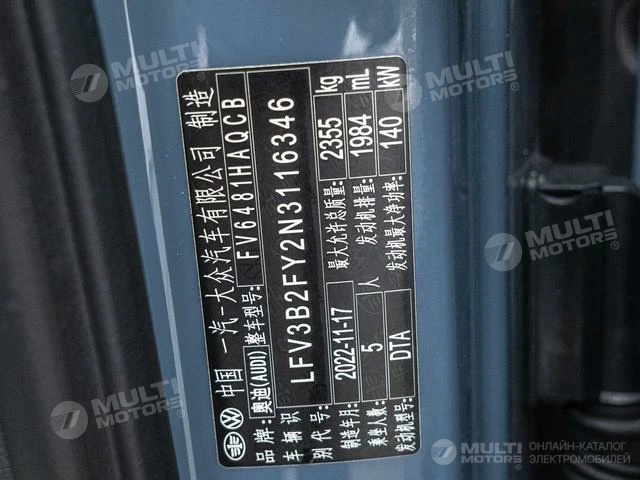 中国 一汽-大众汽车有限公司 制造
品牌: 奥迪(AUDI) 整车型号: FV6481HAQCB
车辆识别代号: LFV3B2FY2N3116346
制造年月: 2022-11-17 最大允许总质量: 2355 kg
乘坐人数: 5 人 发动机排量: 1984 mL
发动机型号: DTA 发动机最大净功率: 140 kW
MULTI MOTORS
MULTI MOTORS
MULTI MOTORS
MULTI MOTORS
MULTI MOTORS ОНЛАЙН-КАТАЛОГ ЭЛЕКТРОМОБИЛЕЙ